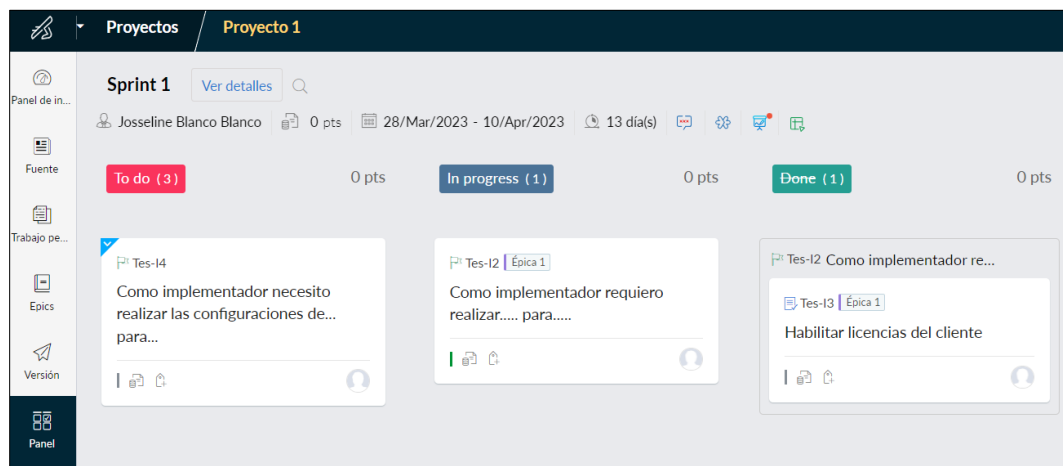 Proyectos / Proyecto 1
Panel de in...
Fuente
Trabajo pe...
Epics
Versión
Panel
Sprint 1 Ver detalles
Josseline Blanco Blanco 0 pts 28/Mar/2023 - 10/Apr/2023 13 día(s)
To do (3) 0 pts
In progress (1) 0 pts
Done (1) 0 pts
Tes-I4
Como implementador necesito
realizar las configuraciones de...
para...
Tes-I2 Épica 1
Como implementador requiero
realizar..... para.....
Tes-I2 Como implementador re...
Tes-I3 Épica 1
Habilitar licencias del cliente